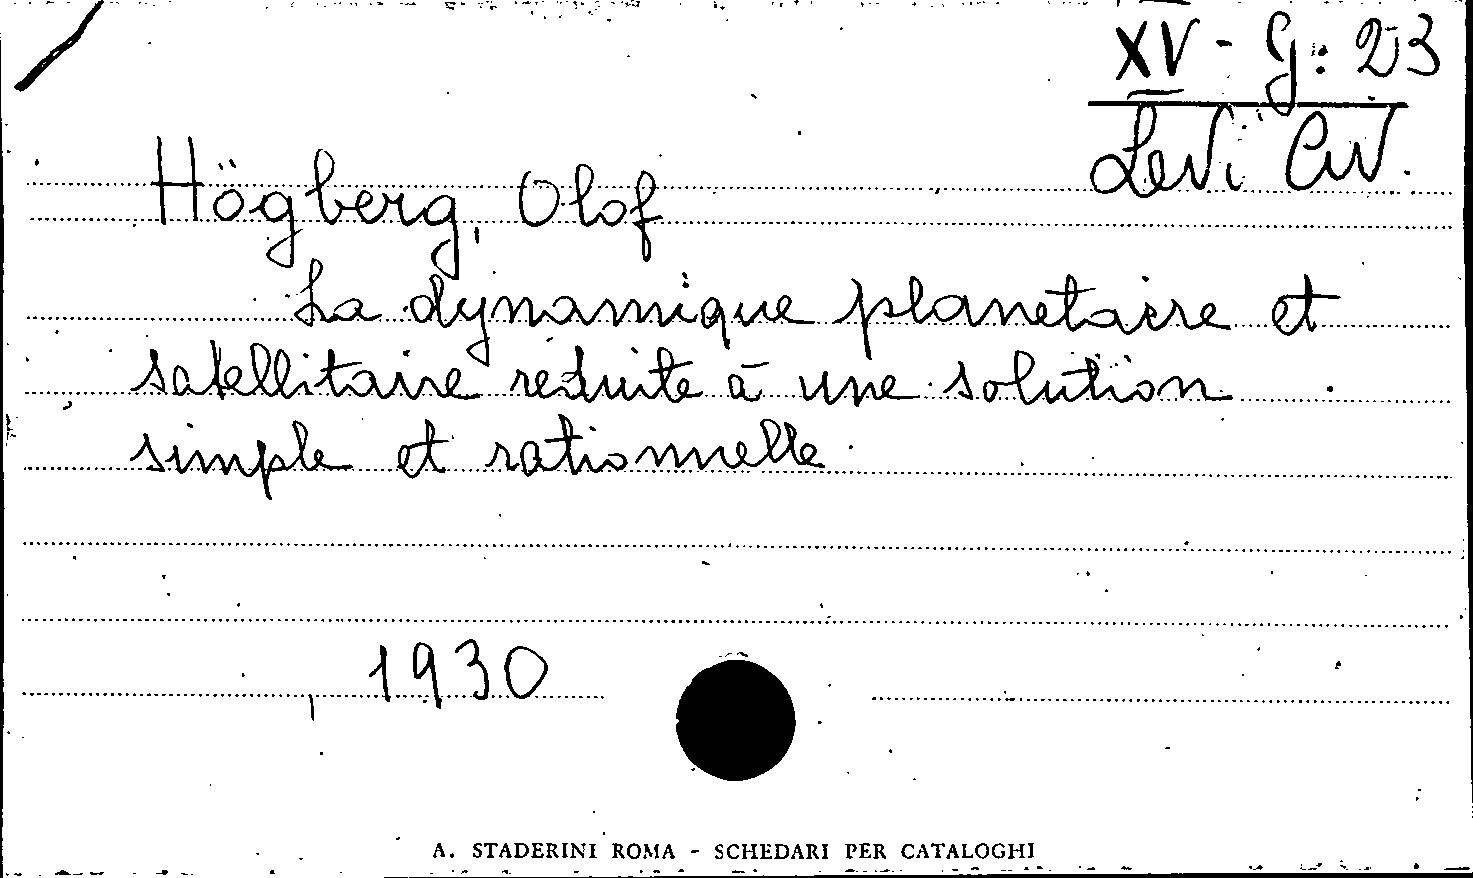 XV - G: 23
Levi Civ.
Högberg, Olof
La dynamique planetaire et
satellitaire réduite à une solution
simple et rationnelle
, 1930
A. STADERINI ROMA - SCHEDARI PER CATALOGHI